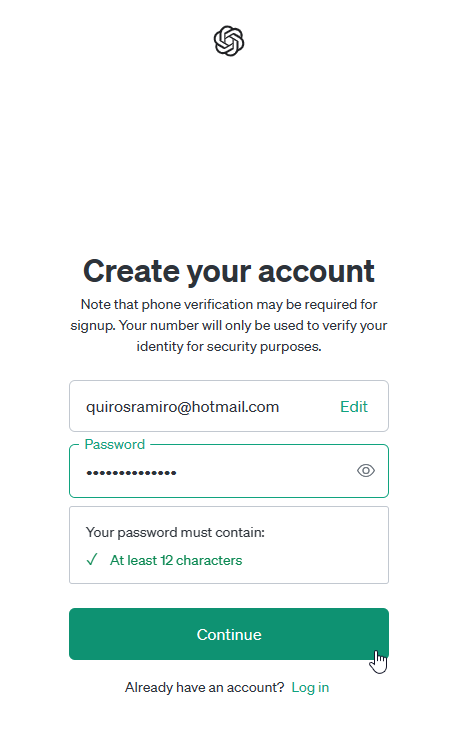 Create your account
Note that phone verification may be required for
signup. Your number will only be used to verify your
identity for security purposes.
quirosramiro@hotmail.com Edit
Password
••••••••••••••
Your password must contain:
✓ At least 12 characters
Continue
Already have an account? Log in